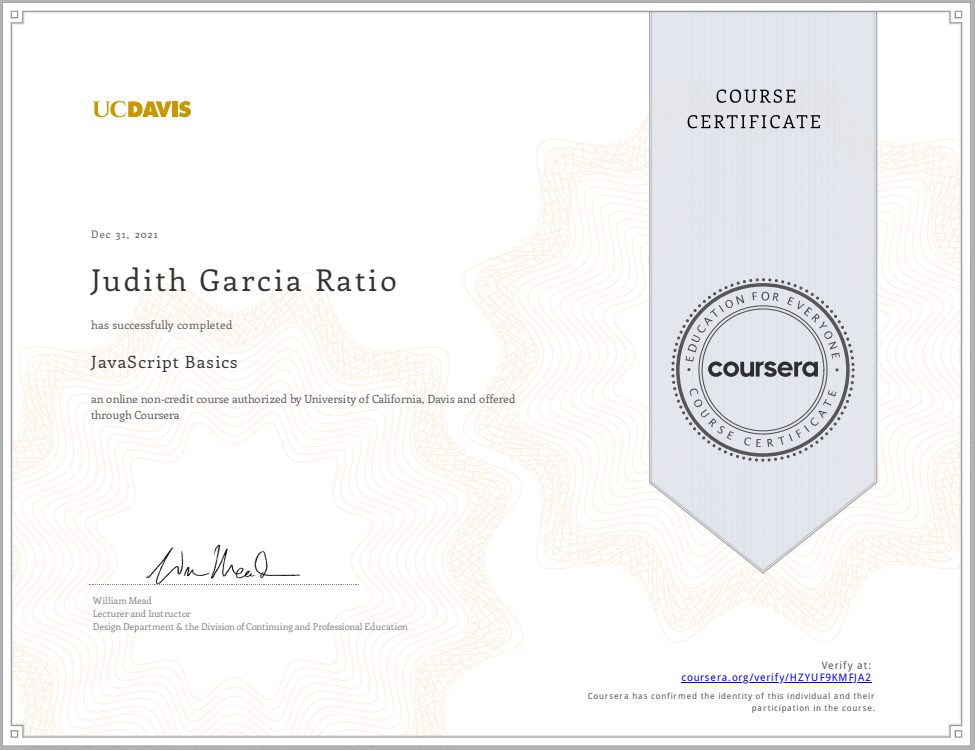 UCDAVIS
COURSE
CERTIFICATE
Dec 31, 2021
Judith Garcia Ratio
has successfully completed
JavaScript Basics
an online non-credit course authorized by University of California, Davis and offered
through Coursera
EDUCATION FOR EVERYONE
coursera
COURSE CERTIFICATE
William Mead
Lecturer and Instructor
Design Department & the Division of Continuing and Professional Education
Verify at:
coursera.org/verify/HZYUF9KMFJA2
Coursera has confirmed the identity of this individual and their
participation in the course.